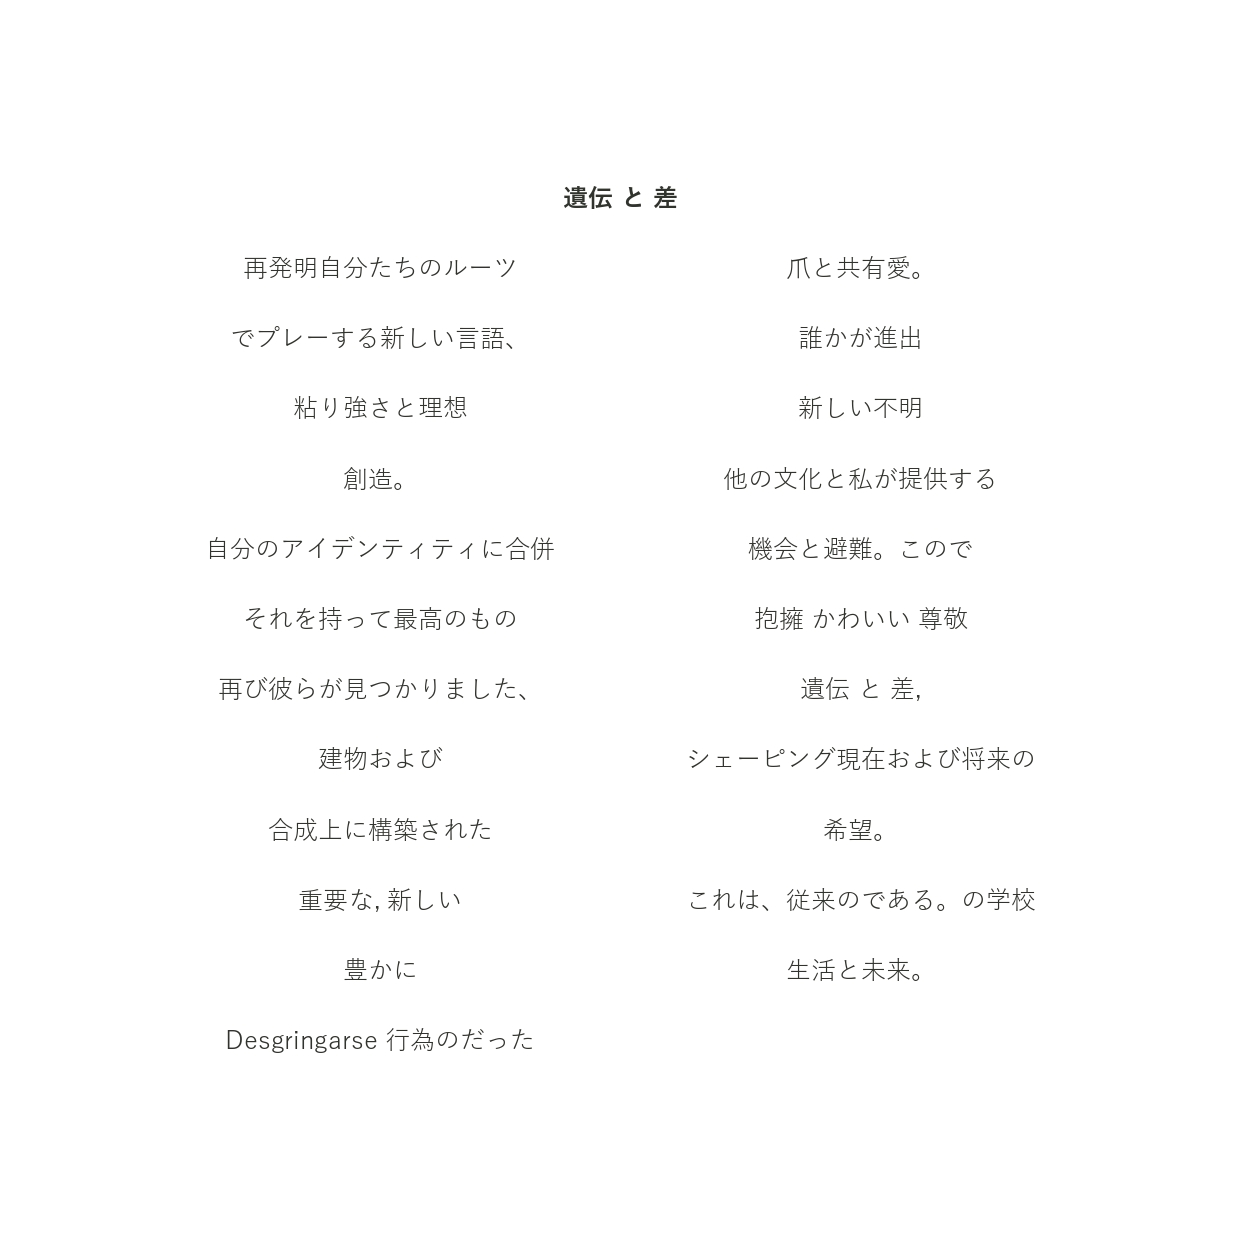 遺伝 と 差
再発明自分たちのルーツ
でプレーする新しい言語、
粘り強さと理想
創造。
自分のアイデンティティに合併
それを持って最高のもの
再び彼らが見つかりました、
建物および
合成上に構築された
重要な, 新しい
豊かに
Desgringarse 行為のだった
爪と共有愛。
誰かが進出
新しい不明
他の文化と私が提供する
機会と避難。こので
抱擁 かわいい 尊敬
遺伝 と 差,
シェーピング現在および将来の
希望。
これは、従来のである。の学校
生活と未来。